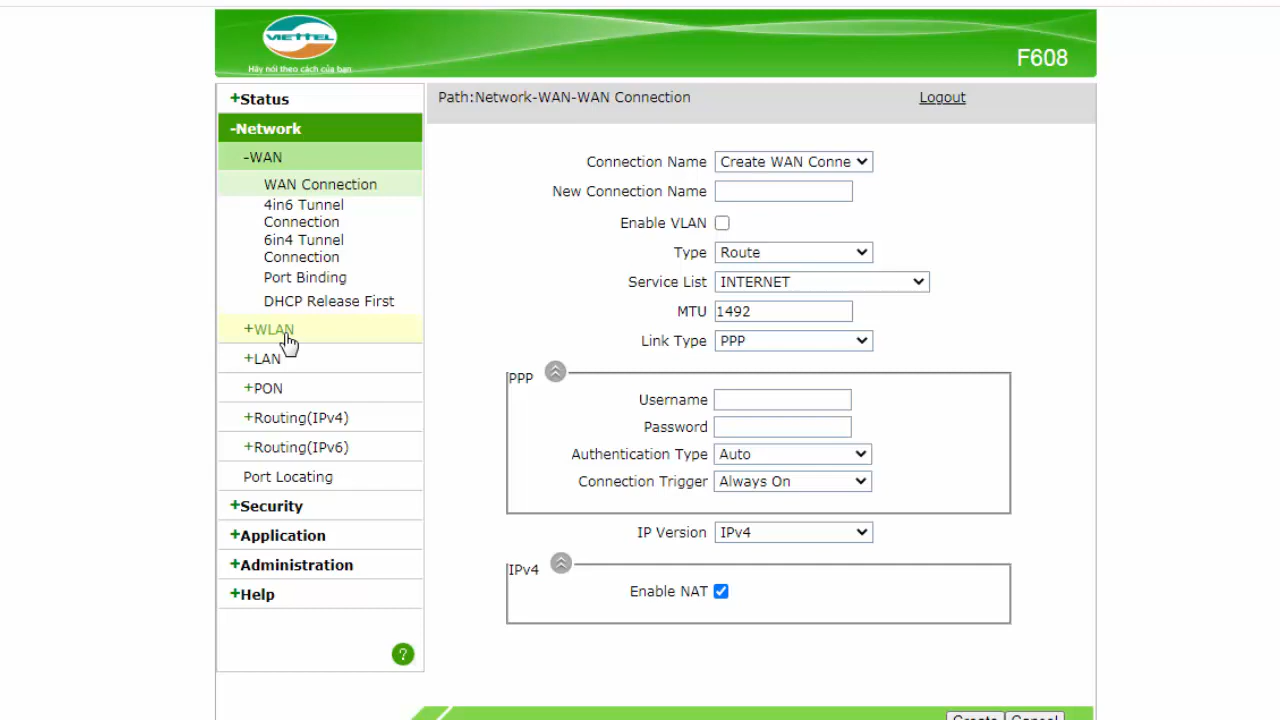 VIETTEL
Hãy nói theo cách của bạn
F608
+Status
-Network
-WAN
WAN Connection
4in6 Tunnel
Connection
6in4 Tunnel
Connection
Port Binding
DHCP Release First
+WLAN
+LAN
+PON
+Routing(IPv4)
+Routing(IPv6)
Port Locating
+Security
+Application
+Administration
+Help
?
Path:Network-WAN-WAN Connection
Logout
Connection Name Create WAN Conne
New Connection Name
Enable VLAN
Type Route
Service List INTERNET
MTU 1492
Link Type PPP
PPP
Username
Password
Authentication Type Auto
Connection Trigger Always On
IP Version IPv4
IPv4
Enable NAT
Create Cancel